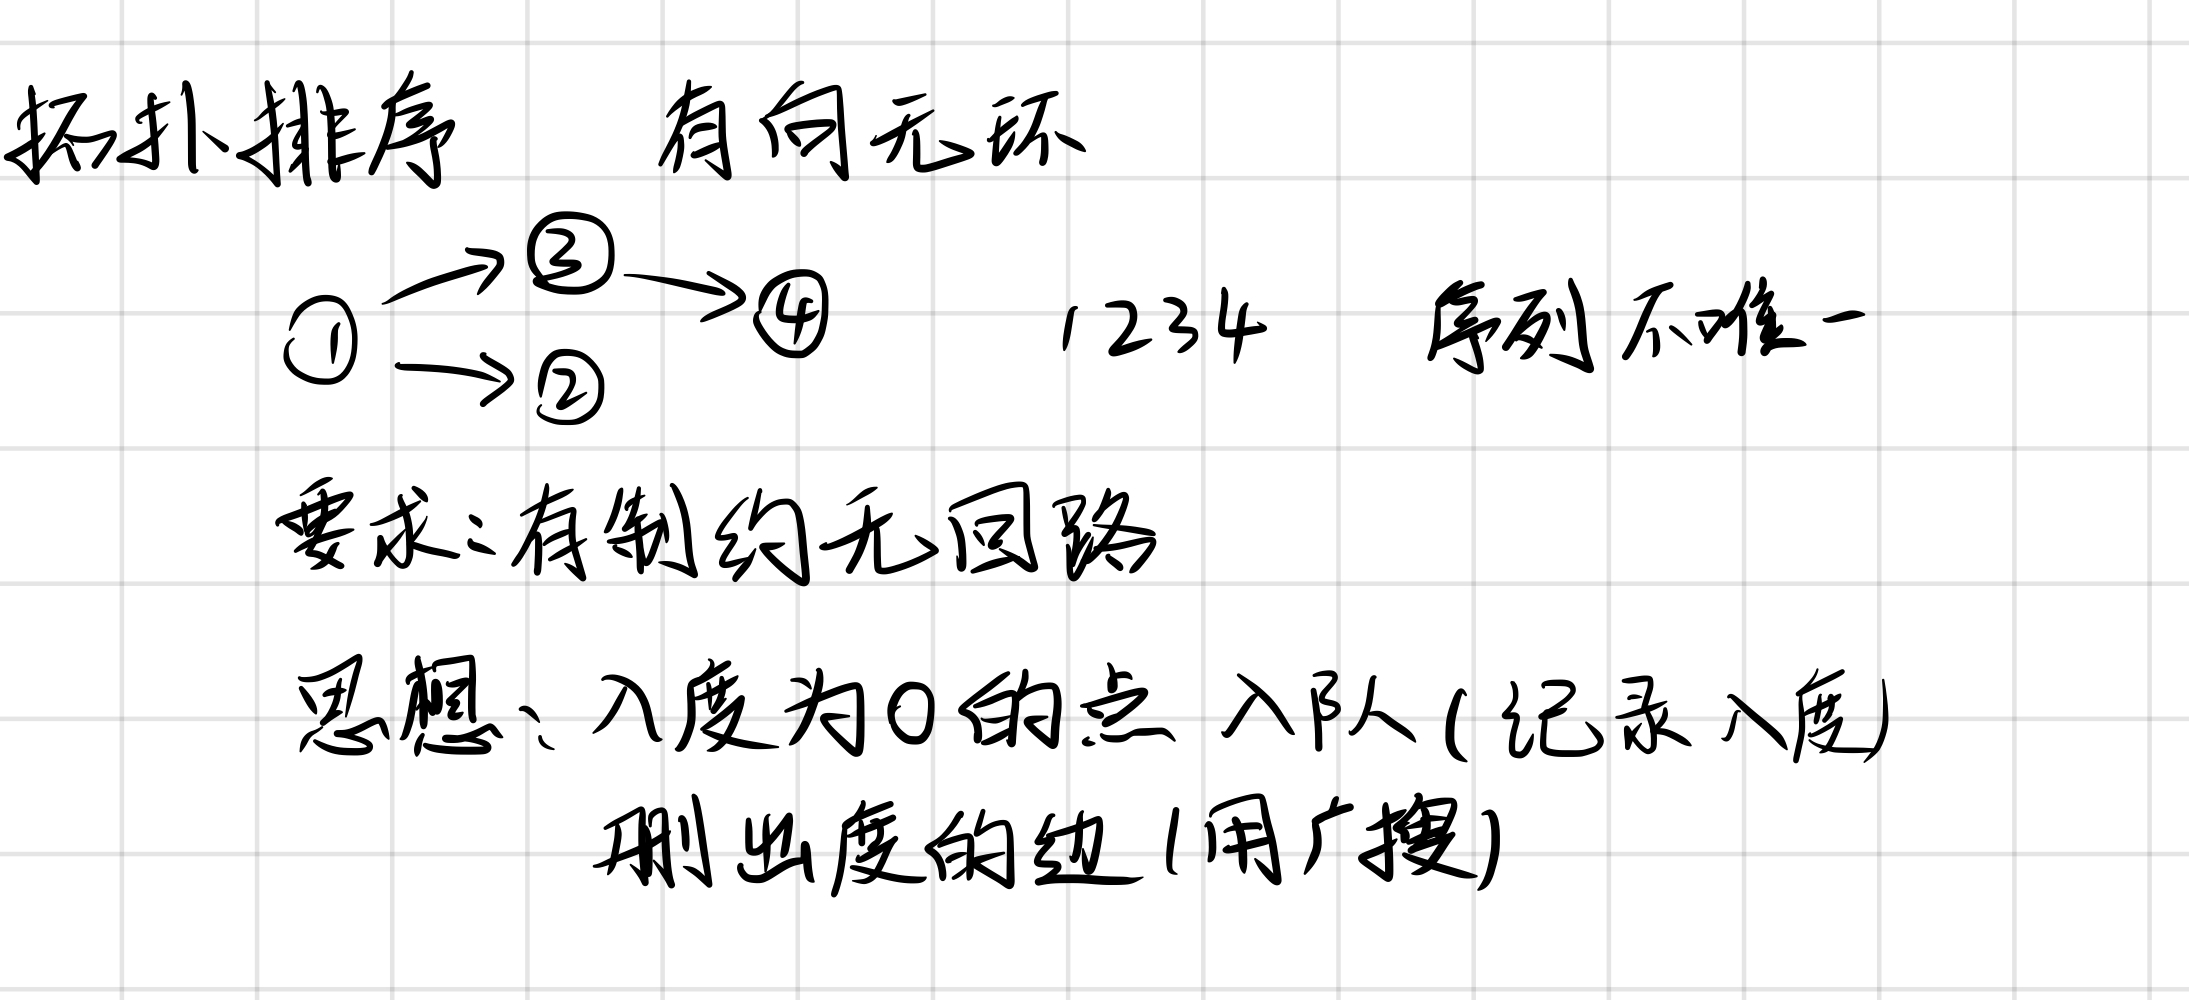 拓扑排序 有向无环
① → ③ → ④ 1234 序列不唯一
→ ②
要求：有制约无回路
思想：入度为0的点入队(记录入度)
删出度的边(用广搜)